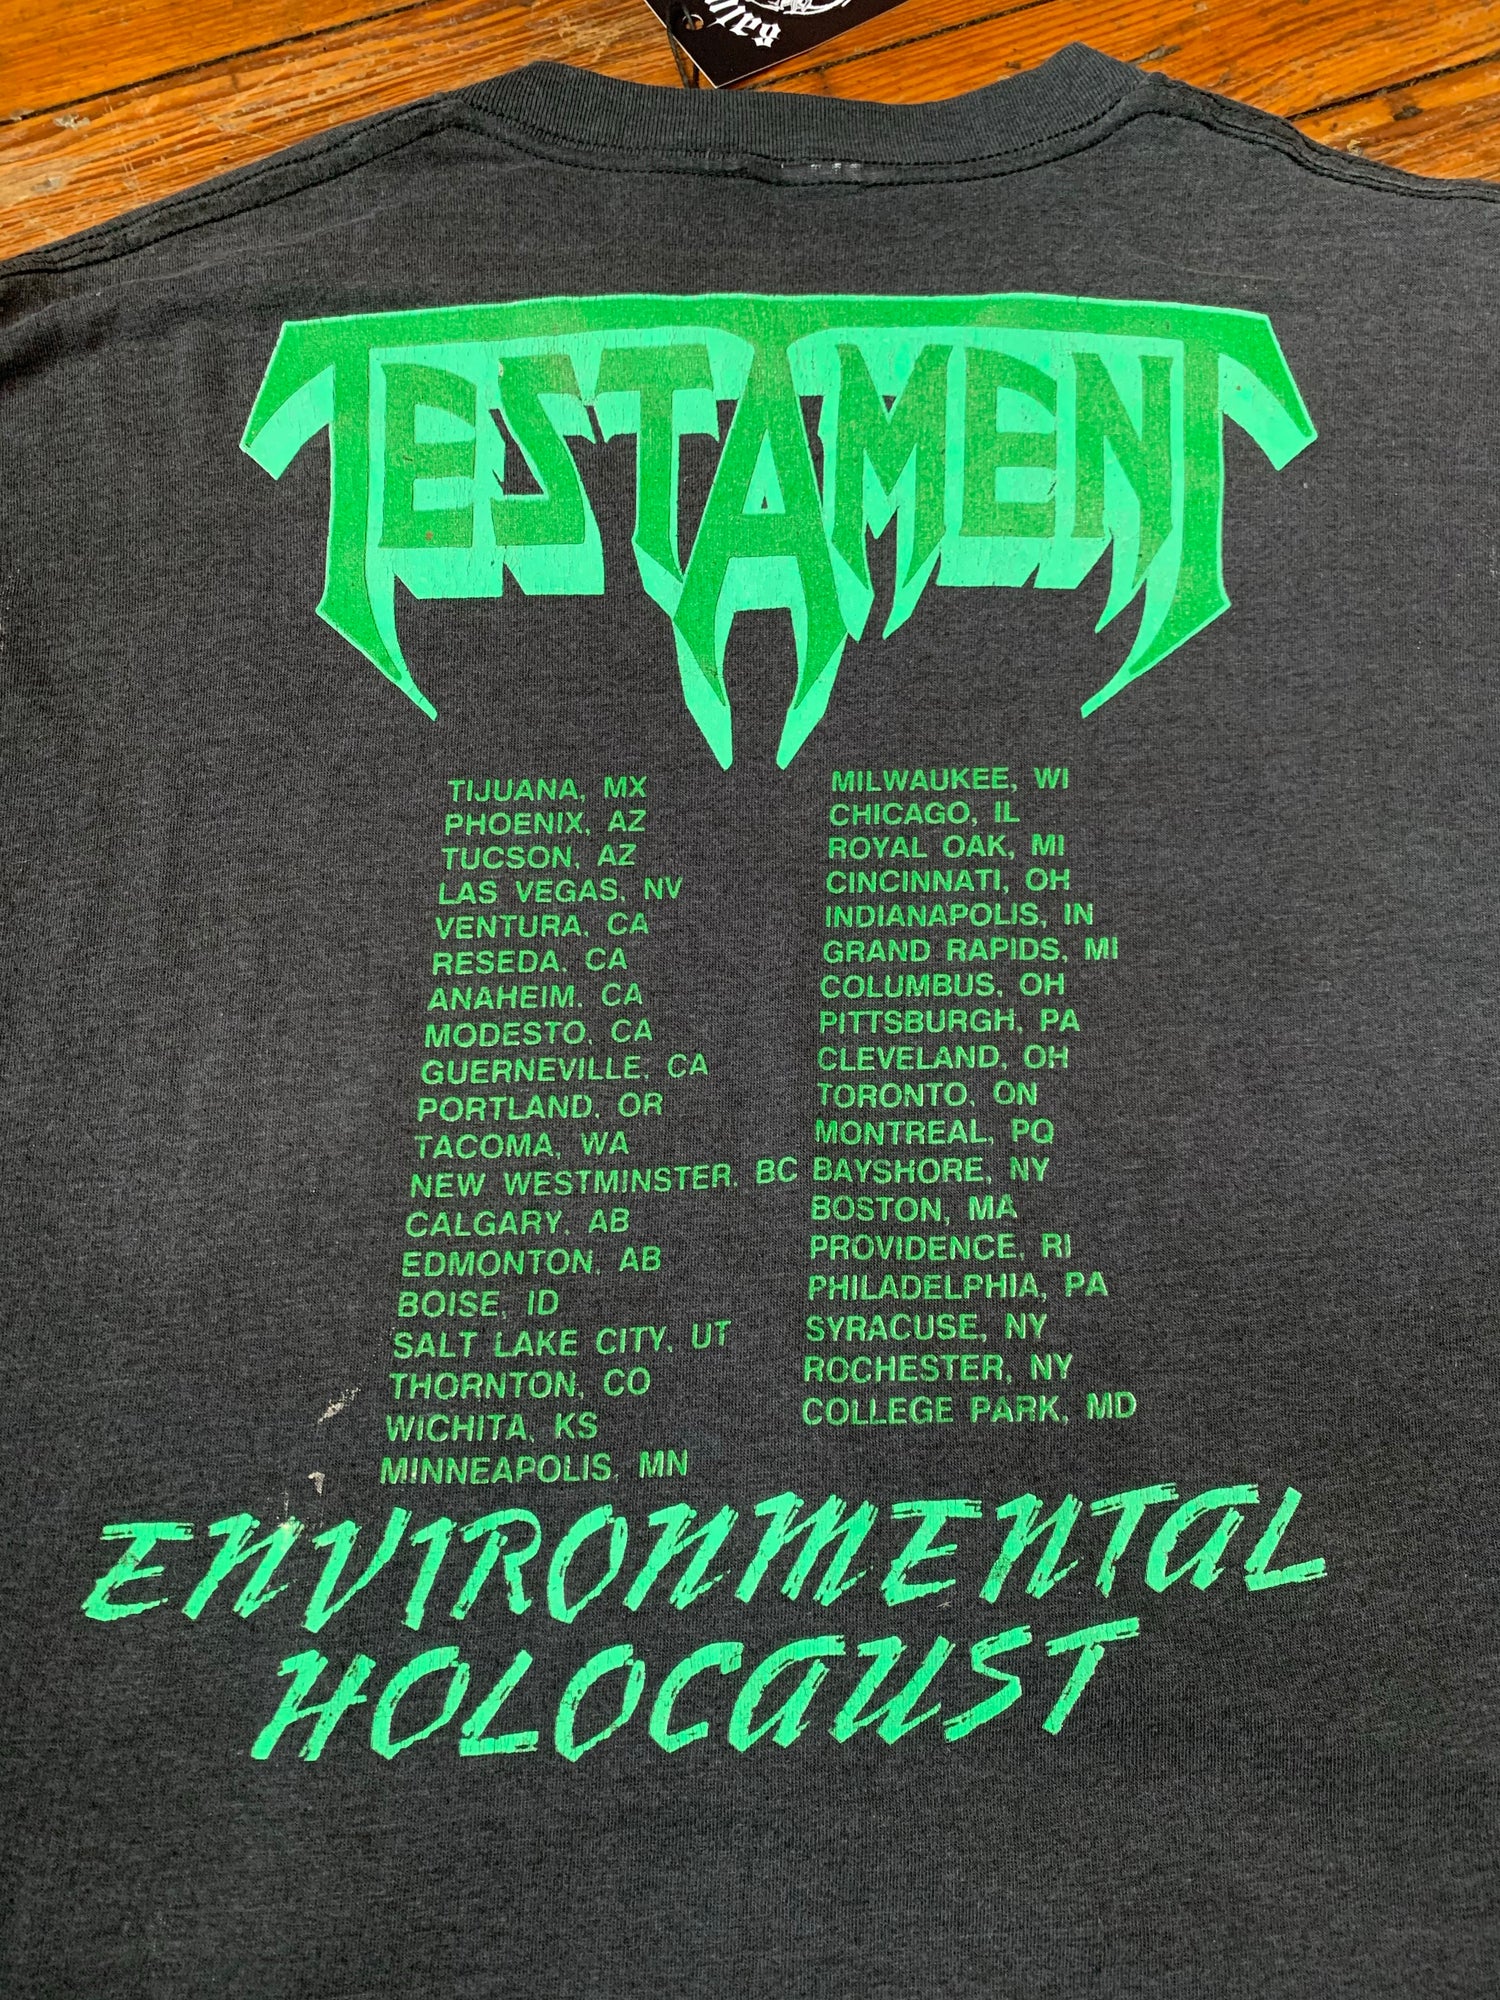 TESTAMENT
TIJUANA, MX
PHOENIX, AZ
TUCSON, AZ
LAS VEGAS, NV
VENTURA, CA
RESEDA, CA
ANAHEIM, CA
MODESTO, CA
GUERNEVILLE, CA
PORTLAND, OR
TACOMA, WA
NEW WESTMINSTER, BC
CALGARY, AB
EDMONTON, AB
BOISE, ID
SALT LAKE CITY, UT
THORNTON, CO
WICHITA, KS
MINNEAPOLIS, MN
MILWAUKEE, WI
CHICAGO, IL
ROYAL OAK, MI
CINCINNATI, OH
INDIANAPOLIS, IN
GRAND RAPIDS, MI
COLUMBUS, OH
PITTSBURGH, PA
CLEVELAND, OH
TORONTO, ON
MONTREAL, PQ
BAYSHORE, NY
BOSTON, MA
PROVIDENCE, RI
PHILADELPHIA, PA
SYRACUSE, NY
ROCHESTER, NY
COLLEGE PARK, MD
ENVIRONMENTAL
HOLOCAUST